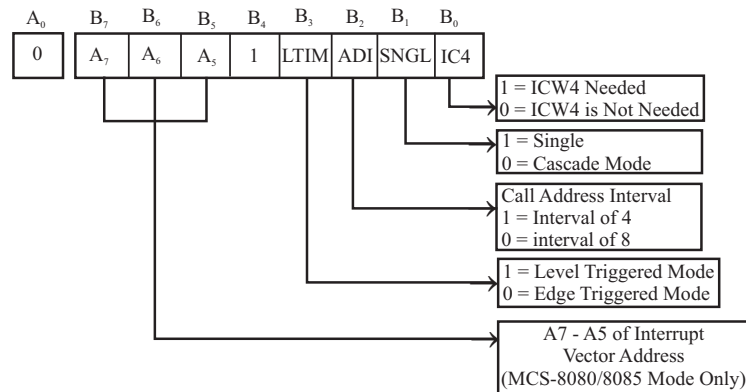 A₀ B₇ B₆ B₅ B₄ B₃ B₂ B₁ B₀
0 A₇ A₆ A₅ 1 LTIM ADI SNGL IC4
1 = ICW4 Needed
0 = ICW4 is Not Needed
1 = Single
0 = Cascade Mode
Call Address Interval
1 = Interval of 4
0 = interval of 8
1 = Level Triggered Mode
0 = Edge Triggered Mode
A7 - A5 of Interrupt
Vector Address
(MCS-8080/8085 Mode Only)